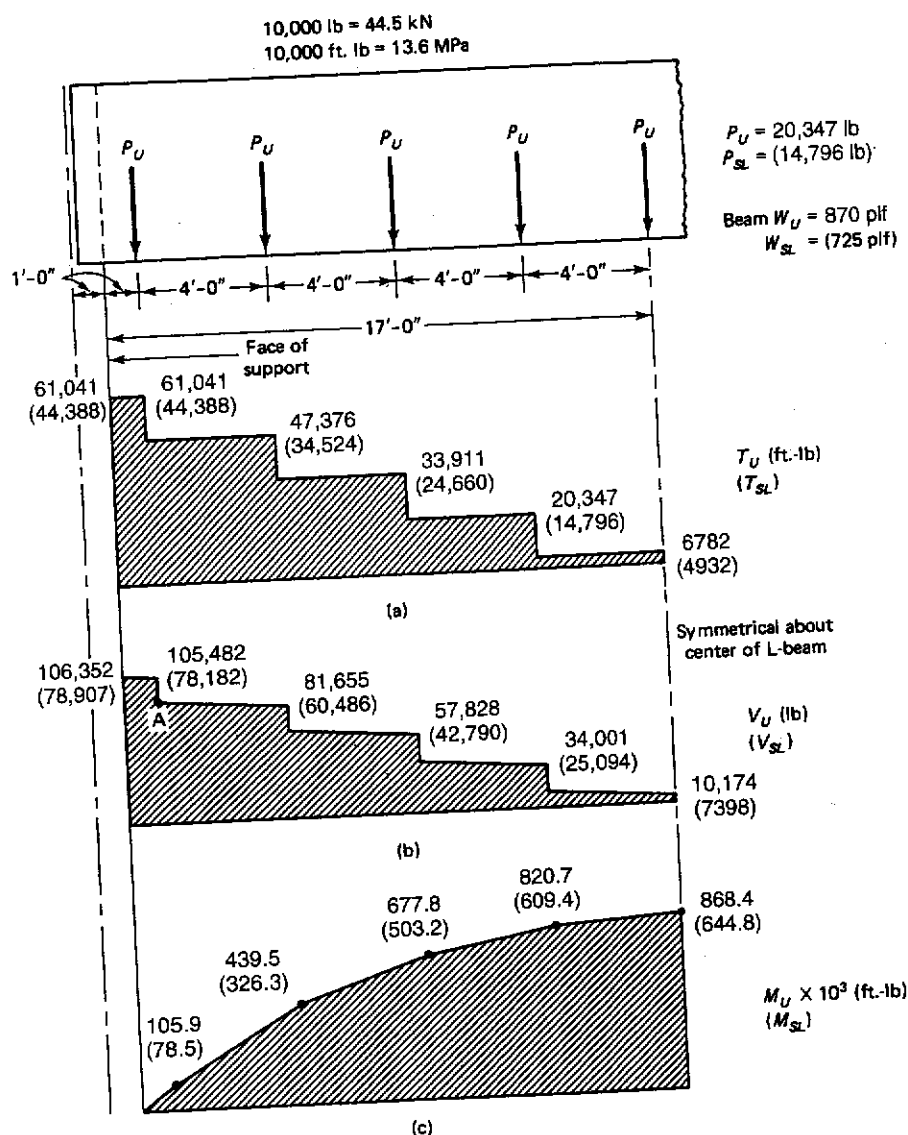 10,000 lb = 44.5 kN
10,000 ft. lb = 13.6 MPa
P_U P_U P_U P_U P_U
P_U = 20,347 lb
P_SL = (14,796 lb)
Beam W_U = 870 plf
W_SL = (725 plf)
1'-0" 4'-0" 4'-0" 4'-0" 4'-0"
17'-0"
Face of
support
61,041
(44,388)
61,041
(44,388)
47,376
(34,524)
33,911
(24,660)
20,347
(14,796)
6782
(4932)
T_U (ft.-lb)
(T_SL)
(a)
Symmetrical about
center of L-beam
106,352
(78,907)
105,482
(78,182)
A
81,655
(60,486)
57,828
(42,790)
34,001
(25,094)
10,174
(7398)
V_U (lb)
(V_SL)
(b)
105.9
(78.5)
439.5
(326.3)
677.8
(503.2)
820.7
(609.4)
868.4
(644.8)
M_U × 10³ (ft.-lb)
(M_SL)
(c)